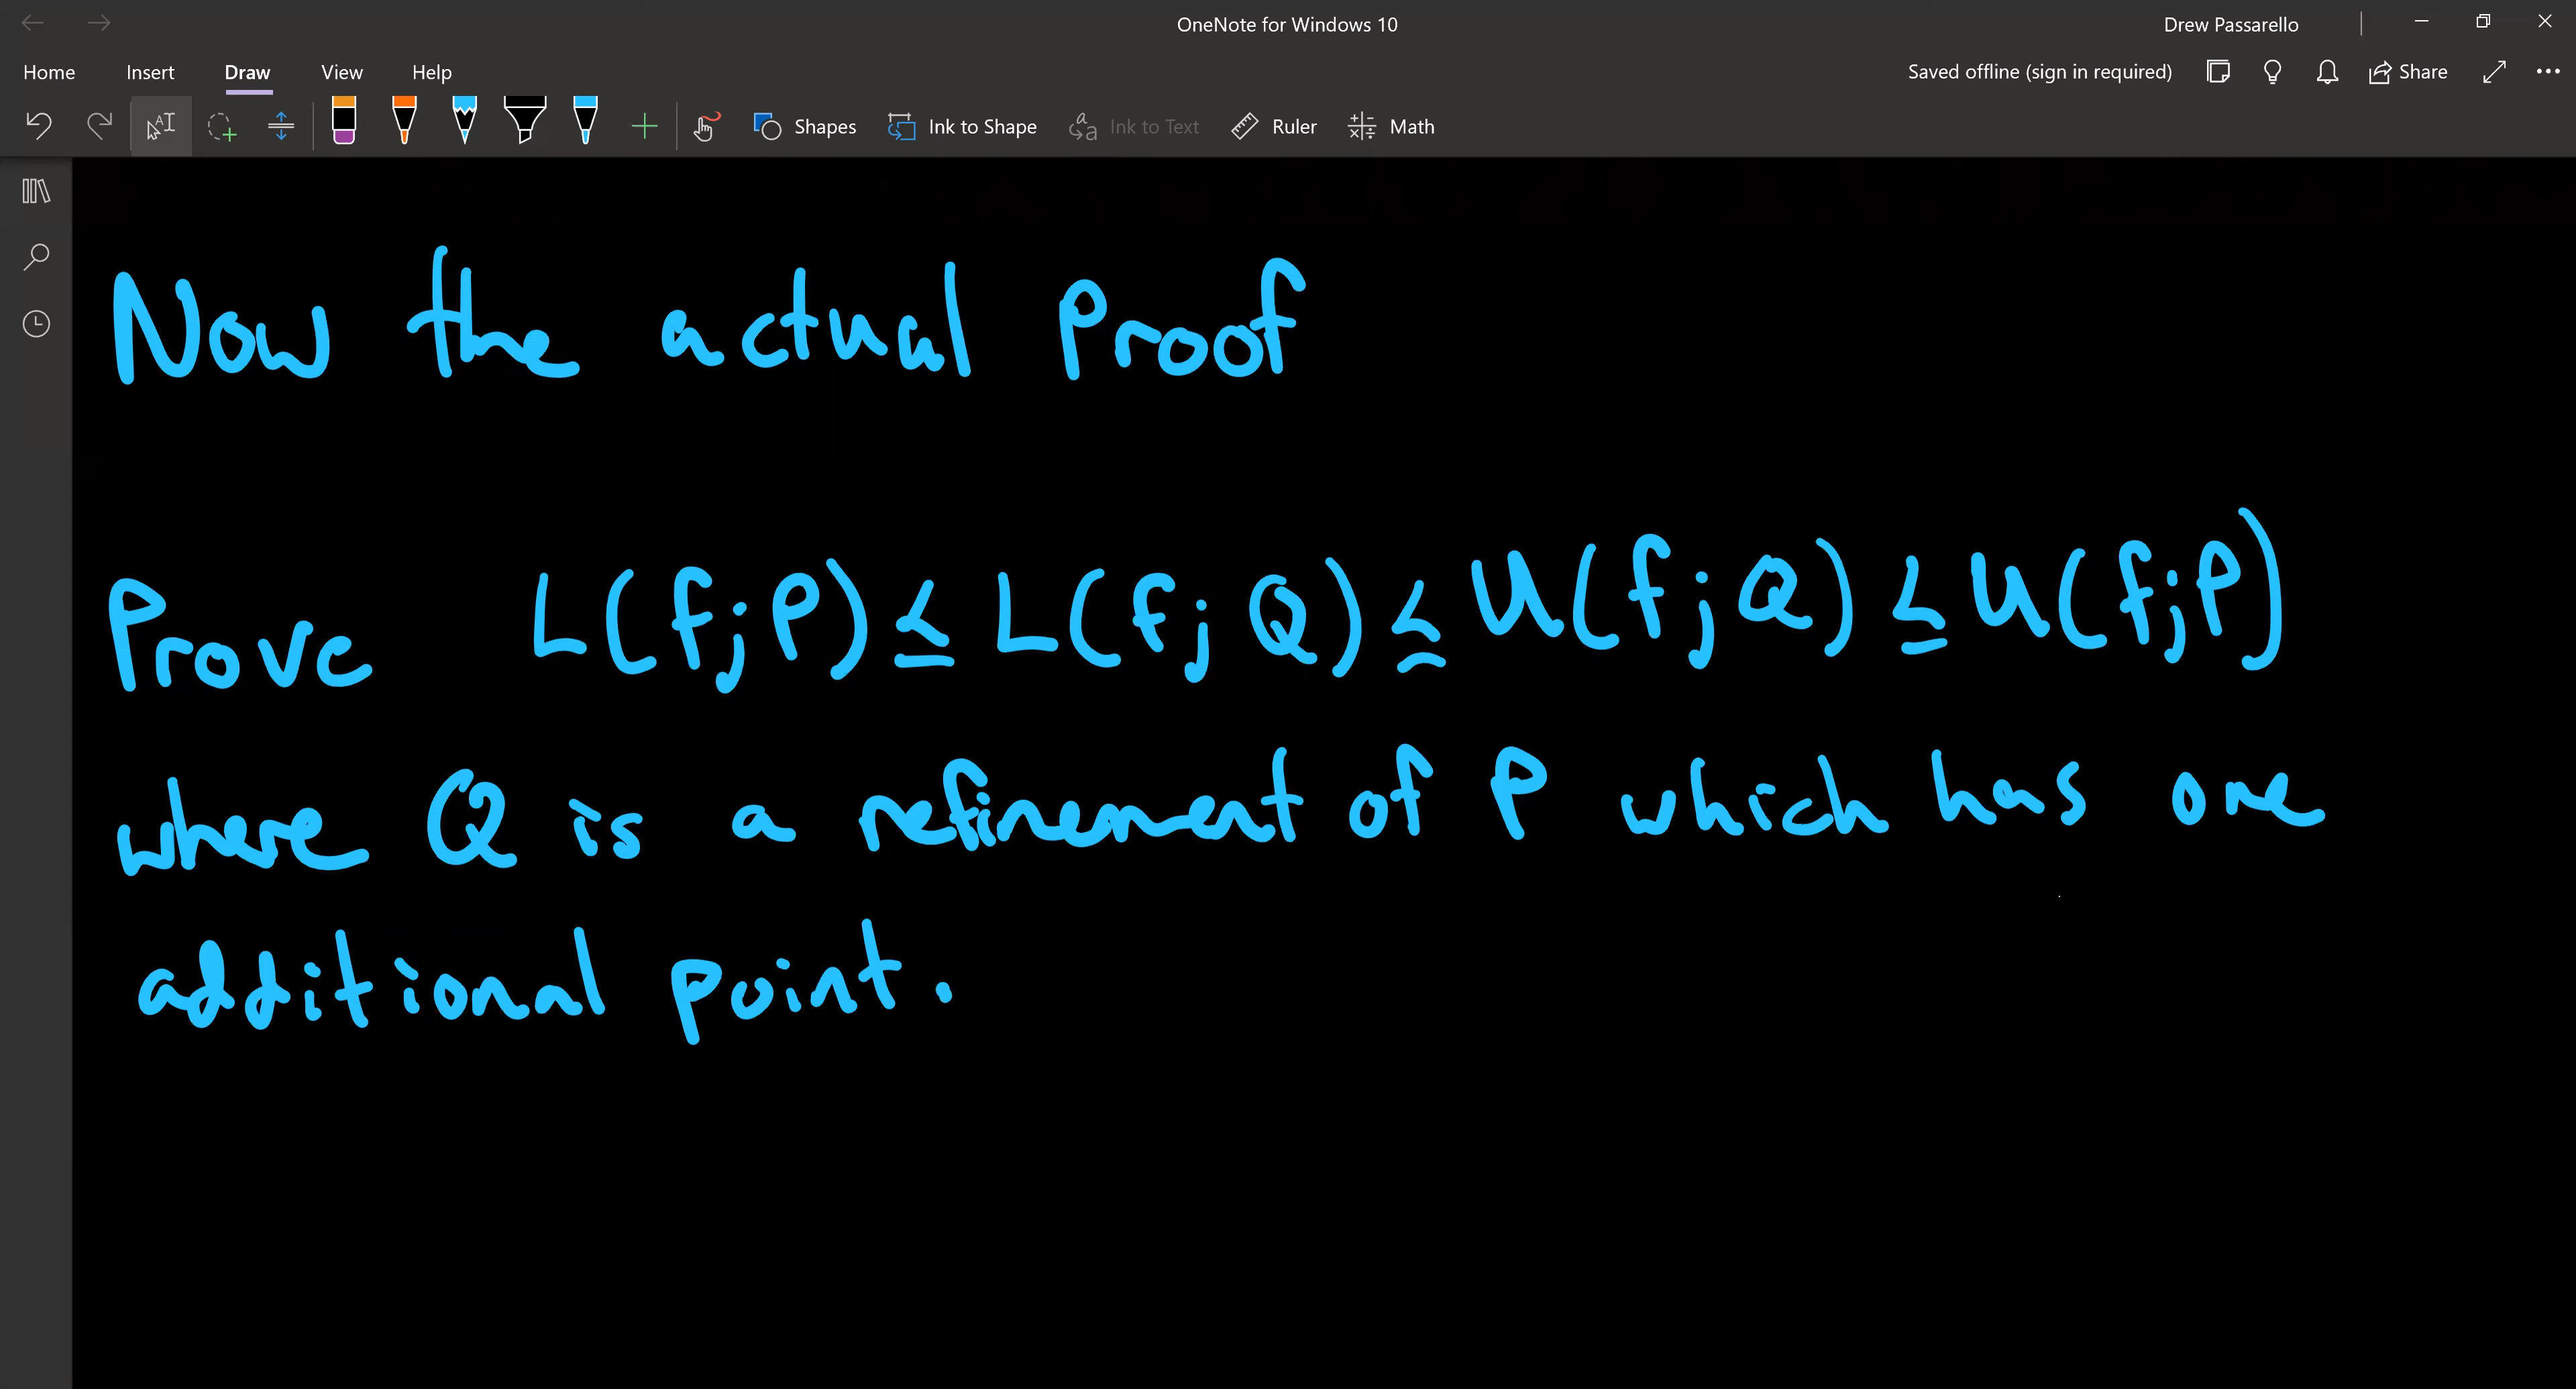 OneNote for Windows 10
Drew Passarello
Home Insert Draw View Help
Saved offline (sign in required) Share
Shapes Ink to Shape Ink to Text Ruler Math
Now the actual Proof
Prove L(f;P) ≤ L(f;Q) ≤ U(f;Q) ≤ U(f;P)
where Q is a refinement of P which has one
additional point.